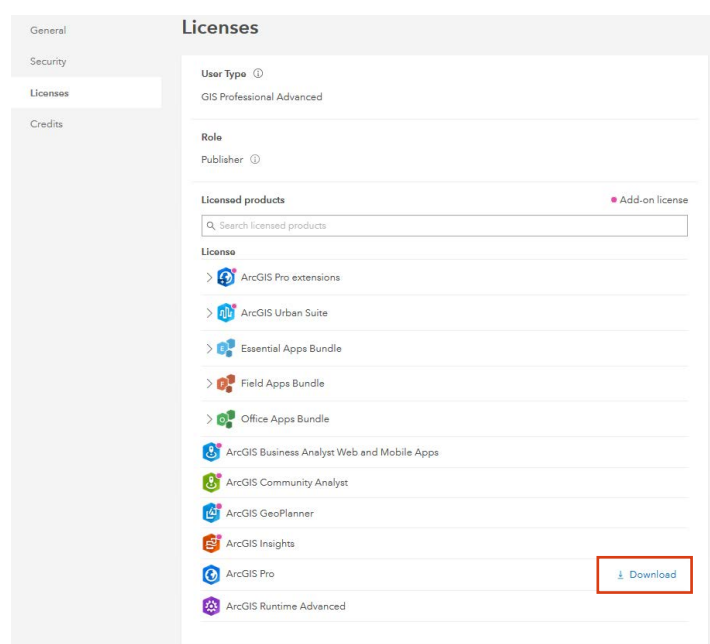 General
Security
Licenses
Credits
Licenses
User Type
GIS Professional Advanced
Role
Publisher
Licensed products
Add-on license
Search licensed products
License
ArcGIS Pro extensions
ArcGIS Urban Suite
Essential Apps Bundle
Field Apps Bundle
Office Apps Bundle
ArcGIS Business Analyst Web and Mobile Apps
ArcGIS Community Analyst
ArcGIS GeoPlanner
ArcGIS Insights
ArcGIS Pro
Download
ArcGIS Runtime Advanced